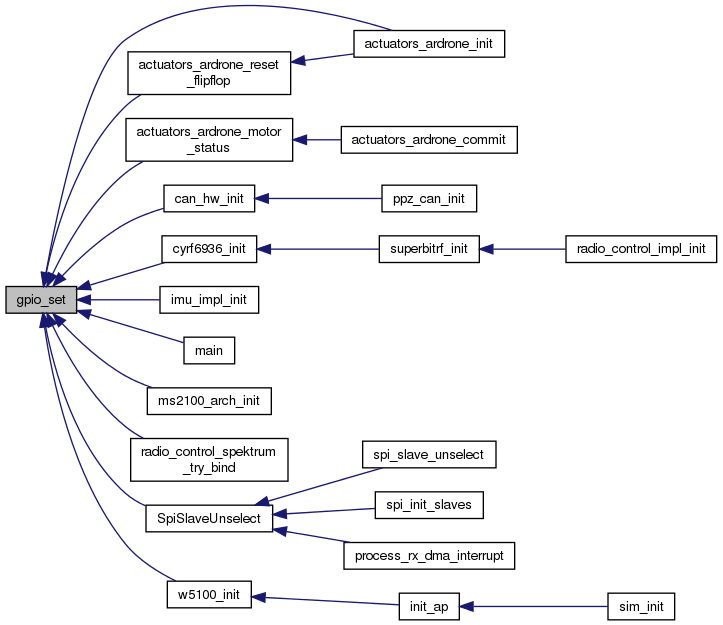 actuators_ardrone_init
actuators_ardrone_reset
_flipflop
actuators_ardrone_motor
_status
actuators_ardrone_commit
can_hw_init
ppz_can_init
cyrf6936_init
superbitrf_init
radio_control_impl_init
gpio_set
imu_impl_init
main
ms2100_arch_init
radio_control_spektrum
_try_bind
spi_slave_unselect
spi_init_slaves
SpiSlaveUnselect
process_rx_dma_interrupt
w5100_init
init_ap
sim_init